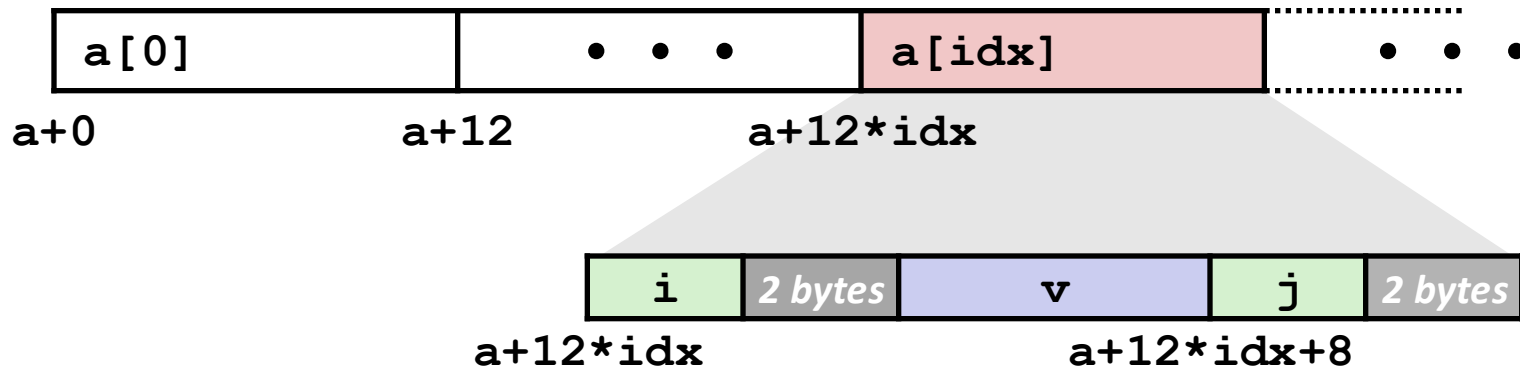 a[0] • • • a[idx] • • •
a+0 a+12 a+12*idx
i 2 bytes v j 2 bytes
a+12*idx a+12*idx+8